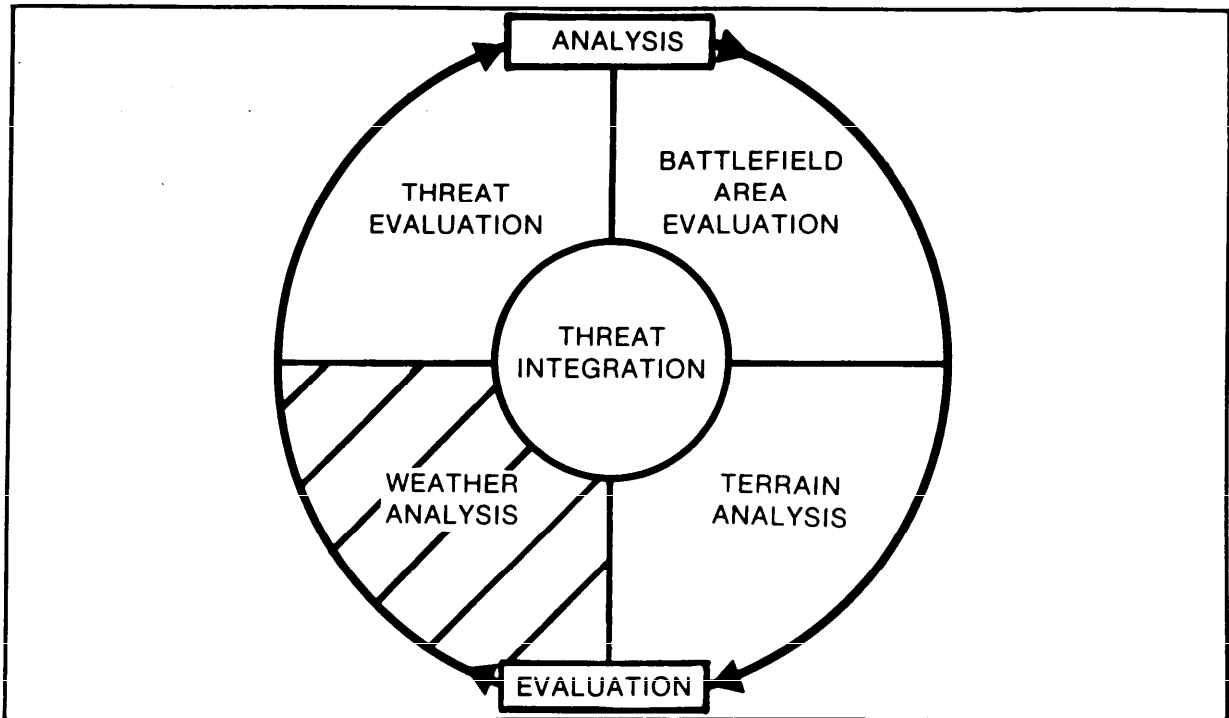 ANALYSIS
THREAT
EVALUATION
BATTLEFIELD
AREA
EVALUATION
THREAT
INTEGRATION
WEATHER
ANALYSIS
TERRAIN
ANALYSIS
EVALUATION